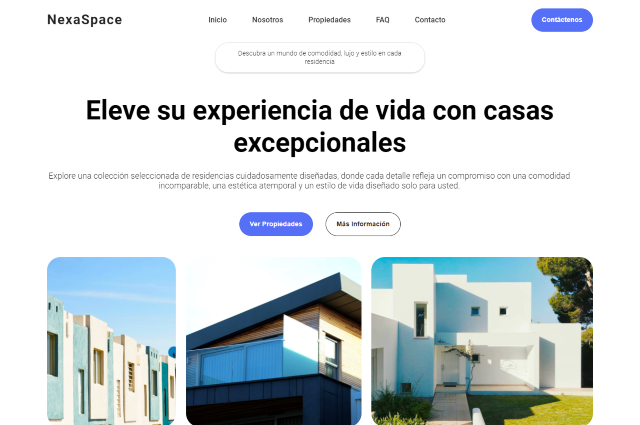 NexaSpace
Inicio
Nosotros
Propiedades
FAQ
Contacto
Contáctenos
Descubra un mundo de comodidad, lujo y estilo en cada
residencia
Eleve su experiencia de vida con casas
excepcionales
Explore una colección seleccionada de residencias cuidadosamente diseñadas, donde cada detalle refleja un compromiso con una comodidad
incomparable, una estética atemporal y un estilo de vida diseñado solo para usted.
Ver Propiedades
Más Información